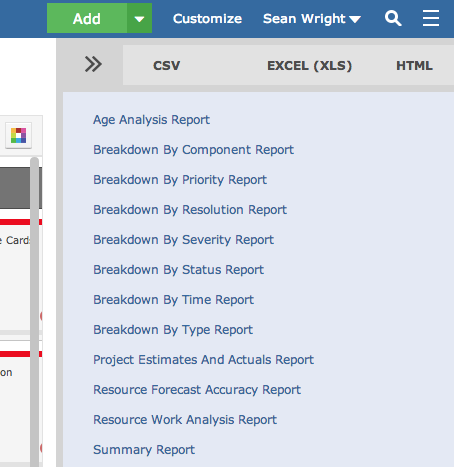 Add Customize Sean Wright
CSV EXCEL (XLS) HTML
Age Analysis Report
Breakdown By Component Report
Breakdown By Priority Report
Breakdown By Resolution Report
e Card
Breakdown By Severity Report
Breakdown By Status Report
Breakdown By Time Report
Breakdown By Type Report
Project Estimates And Actuals Report
on
Resource Forecast Accuracy Report
Resource Work Analysis Report
Summary Report